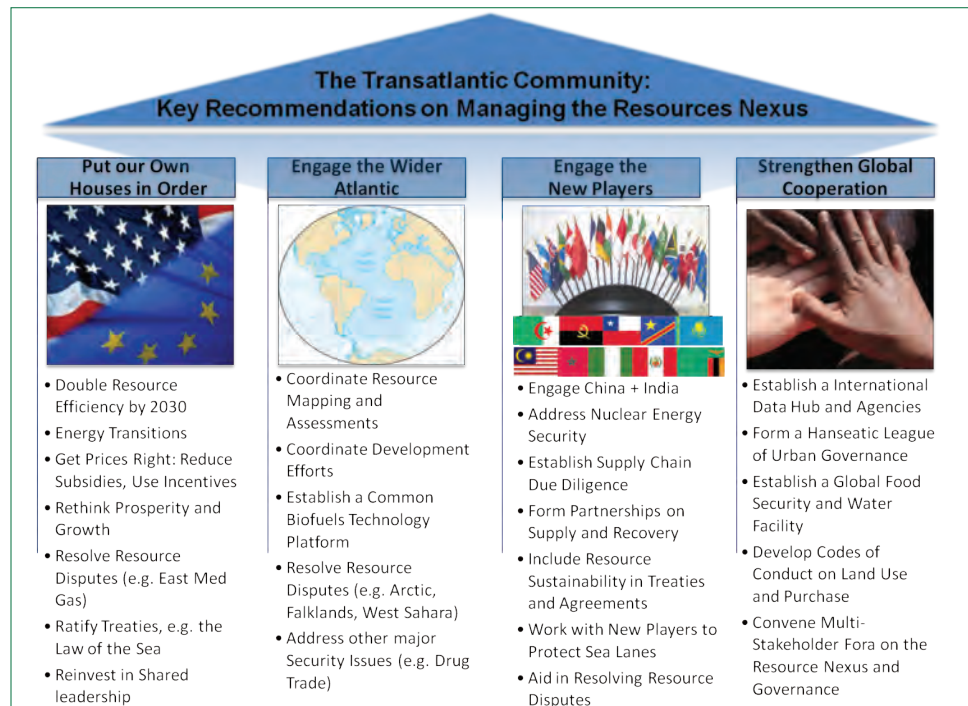 The Transatlantic Community:
Key Recommendations on Managing the Resources Nexus
Put our Own
Houses in Order
• Double Resource
Efficiency by 2030
• Energy Transitions
• Get Prices Right: Reduce
Subsidies, Use Incentives
• Rethink Prosperity and
Growth
• Resolve Resource
Disputes (e.g. East Med
Gas)
• Ratify Treaties, e.g. the
Law of the Sea
• Reinvest in Shared
leadership
Engage the Wider
Atlantic
• Coordinate Resource
Mapping and
Assessments
• Coordinate Development
Efforts
• Establish a Common
Biofuels Technology
Platform
• Resolve Resource
Disputes (e.g. Arctic,
Falklands, West Sahara)
• Address other major
Security Issues (e.g. Drug
Trade)
Engage the
New Players
• Engage China + India
• Address Nuclear Energy
Security
• Establish Supply Chain
Due Diligence
• Form Partnerships on
Supply and Recovery
• Include Resource
Sustainability in Treaties
and Agreements
• Work with New Players to
Protect Sea Lanes
• Aid in Resolving Resource
Disputes
Strengthen Global
Cooperation
• Establish a International
Data Hub and Agencies
• Form a Hanseatic League
of Urban Governance
• Establish a Global Food
Security and Water
Facility
• Develop Codes of
Conduct on Land Use
and Purchase
• Convene Multi-
Stakeholder Fora on the
Resource Nexus and
Governance